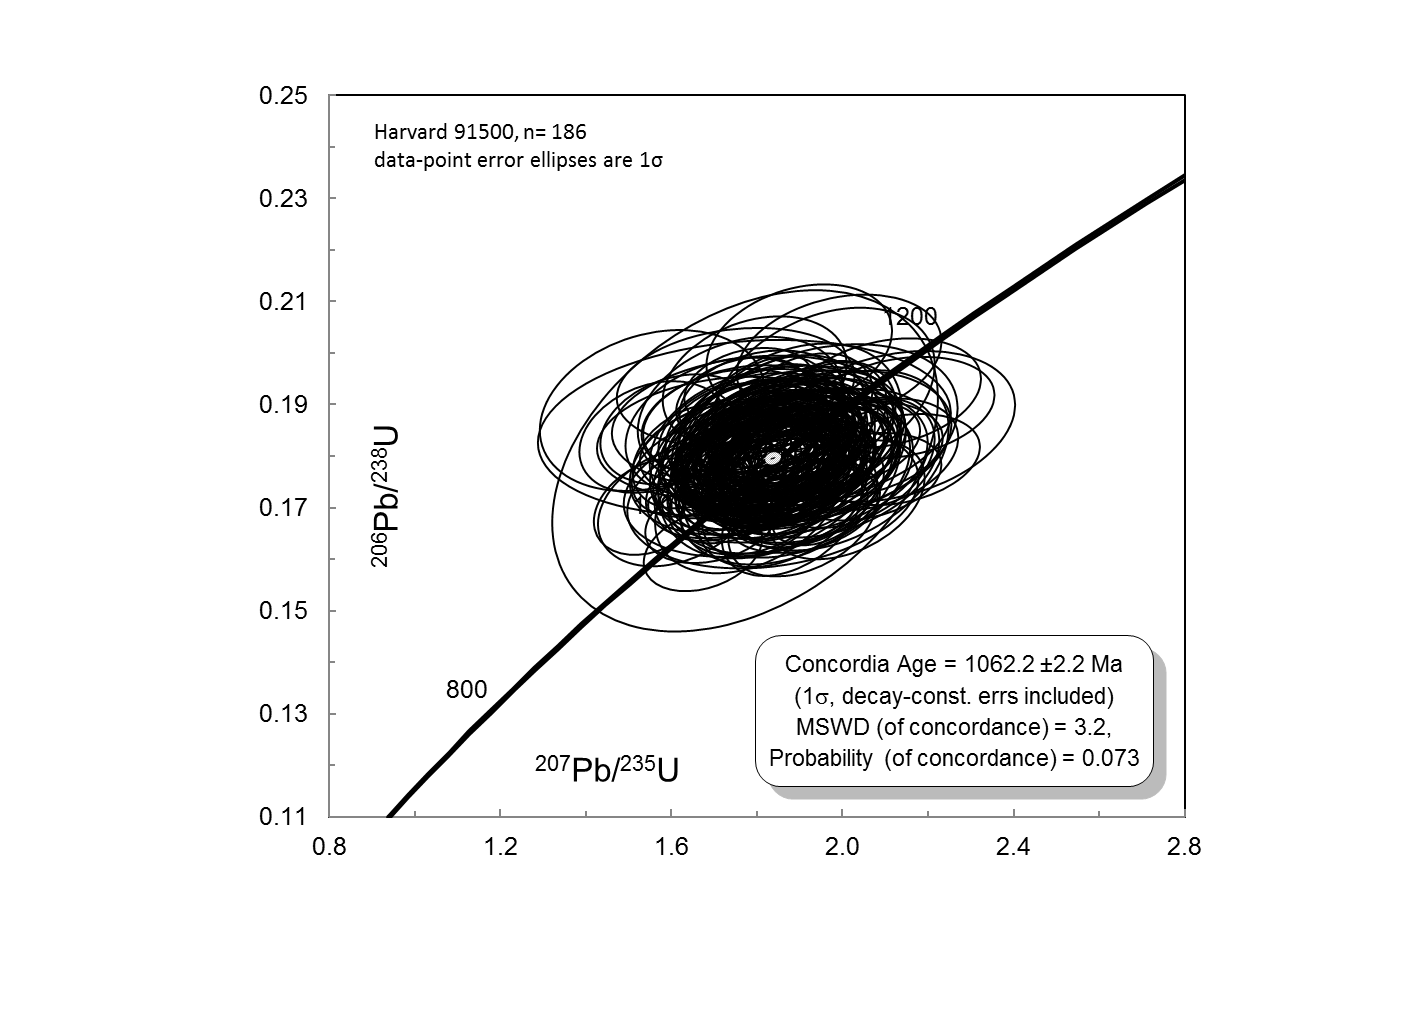 0.25
Harvard 91500, n= 186
data-point error ellipses are 1σ
0.23
0.21
1200
0.19
²⁰⁶Pb/²³⁸U
0.17
0.15
Concordia Age = 1062.2 ±2.2 Ma
(1σ, decay-const. errs included)
MSWD (of concordance) = 3.2,
Probability (of concordance) = 0.073
800
0.13
²⁰⁷Pb/²³⁵U
0.11
0.8 1.2 1.6 2.0 2.4 2.8